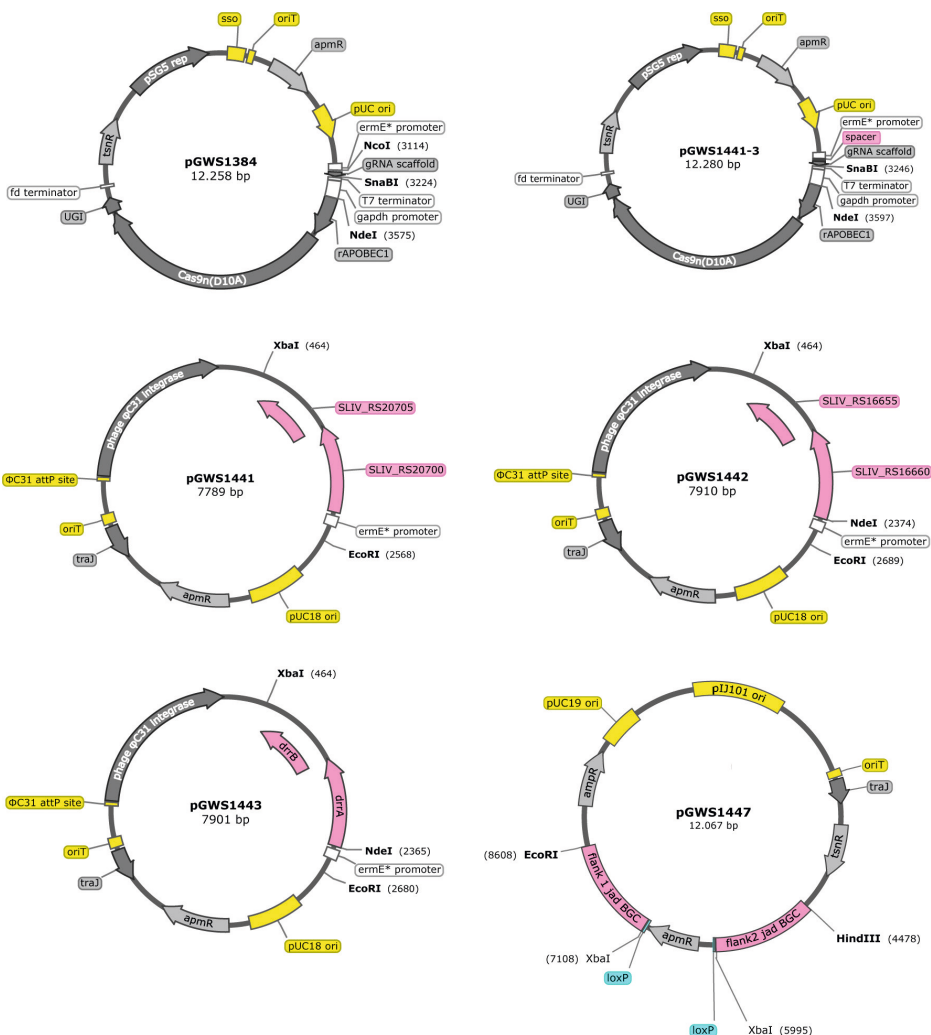 sso
oriT
apmR
pSG5 rep
pUC ori
ermE* promoter
NcoI (3114)
gRNA scaffold
SnaBI (3224)
T7 terminator
gapdh promoter
NdeI (3575)
rAPOBEC1
Cas9n(D10A)
UGI
fd terminator
tsnR
pGWS1384
12.258 bp
sso
oriT
apmR
pSG5 rep
pUC ori
ermE* promoter
spacer
gRNA scaffold
SnaBI (3246)
T7 terminator
gapdh promoter
NdeI (3597)
rAPOBEC1
Cas9n(D10A)
UGI
fd terminator
tsnR
pGWS1441-3
12.280 bp
XbaI (464)
phage φC31 integrase
SLIV_RS20705
SLIV_RS20700
ΦC31 attP site
pGWS1441
7789 bp
oriT
traJ
ermE* promoter
EcoRI (2568)
apmR
pUC18 ori
XbaI (464)
phage φC31 integrase
SLIV_RS16655
SLIV_RS16660
ΦC31 attP site
pGWS1442
7910 bp
NdeI (2374)
oriT
traJ
ermE* promoter
EcoRI (2689)
apmR
pUC18 ori
XbaI (464)
phage φC31 integrase
drrB
drrA
ΦC31 attP site
pGWS1443
7901 bp
NdeI (2365)
oriT
traJ
ermE* promoter
EcoRI (2680)
apmR
pUC18 ori
pIJ101 ori
pUC19 ori
oriT
traJ
ampR
pGWS1447
12.067 bp
tsnR
(8608) EcoRI
flank 1 jad BGC
flank2 jad BGC
HindIII (4478)
apmR
(7108) XbaI
loxP
loxP
XbaI (5995)